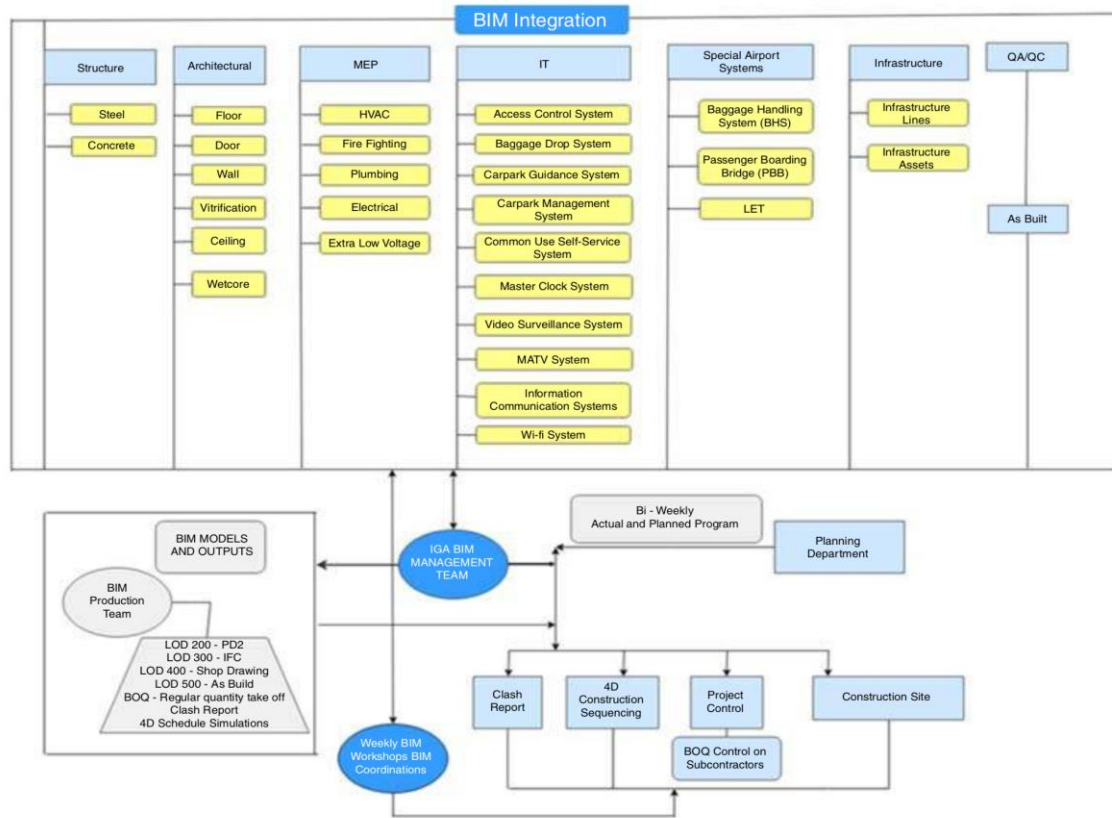 BIM Integration
Structure
Steel
Concrete
Architectural
Floor
Door
Wall
Vitrification
Ceiling
Wetcore
MEP
HVAC
Fire Fighting
Plumbing
Electrical
Extra Low Voltage
IT
Access Control System
Baggage Drop System
Carpark Guidance System
Carpark Management
System
Common Use Self-Service
System
Master Clock System
Video Surveillance System
MATV System
Information
Communication Systems
Wi-fi System
Special Airport
Systems
Baggage Handling
System (BHS)
Passenger Boarding
Bridge (PBB)
LET
Infrastructure
Infrastructure
Lines
Infrastructure
Assets
QA/QC
As Built
BIM MODELS
AND OUTPUTS
BIM
Production
Team
LOD 200 - PD2
LOD 300 - IFC
LOD 400 - Shop Drawing
LOD 500 - As Build
BOQ - Regular quantity take off
Clash Report
4D Schedule Simulations
IGA BIM
MANAGEMENT
TEAM
Bi - Weekly
Actual and Planned Program
Planning
Department
Clash
Report
4D
Construction
Sequencing
Project
Control
Construction Site
BOQ Control on
Subcontractors
Weekly BIM
Workshops BIM
Coordinations